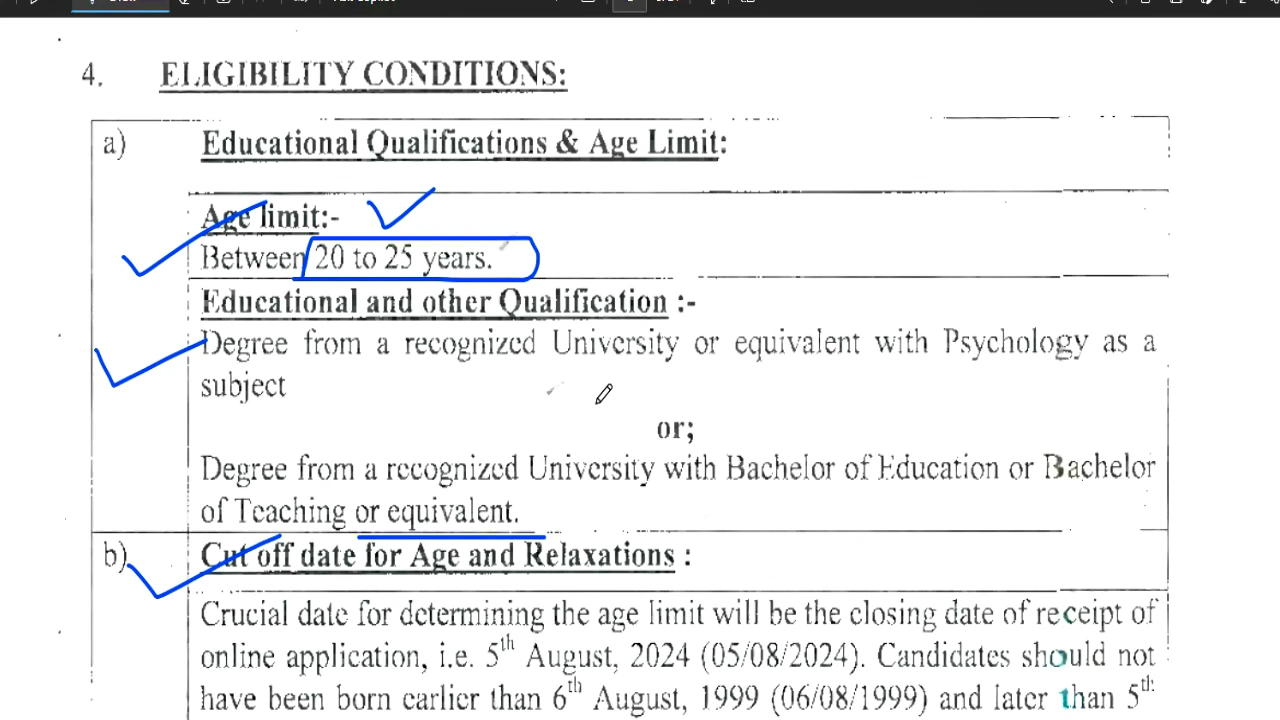 4. ELIGIBILITY CONDITIONS:
a) Educational Qualifications & Age Limit:
Age limit:-
Between 20 to 25 years.
Educational and other Qualification :-
Degree from a recognized University or equivalent with Psychology as a
subject
or;
Degree from a recognized University with Bachelor of Education or Bachelor
of Teaching or equivalent.
b) Cut off date for Age and Relaxations :
Crucial date for determining the age limit will be the closing date of receipt of
online application, i.e. 5th August, 2024 (05/08/2024). Candidates should not
have been born earlier than 6th August, 1999 (06/08/1999) and later than 5th